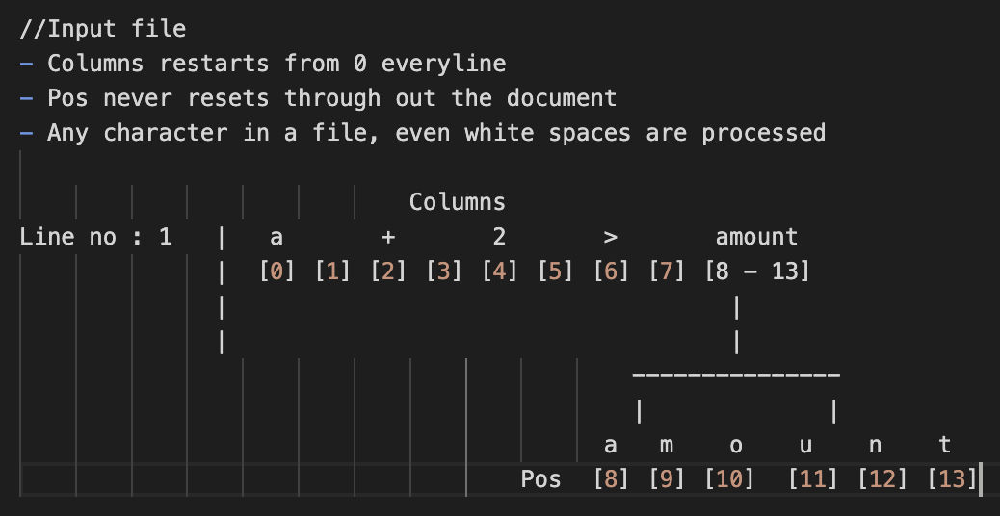 //Input file
- Columns restarts from 0 everyline
- Pos never resets through out the document
- Any character in a file, even white spaces are processed
Columns
Line no : 1 | a + 2 > amount
| [0] [1] [2] [3] [4] [5] [6] [7] [8 - 13]
| |
| |
---------------
| |
a m o u n t
Pos [8] [9] [10] [11] [12] [13]